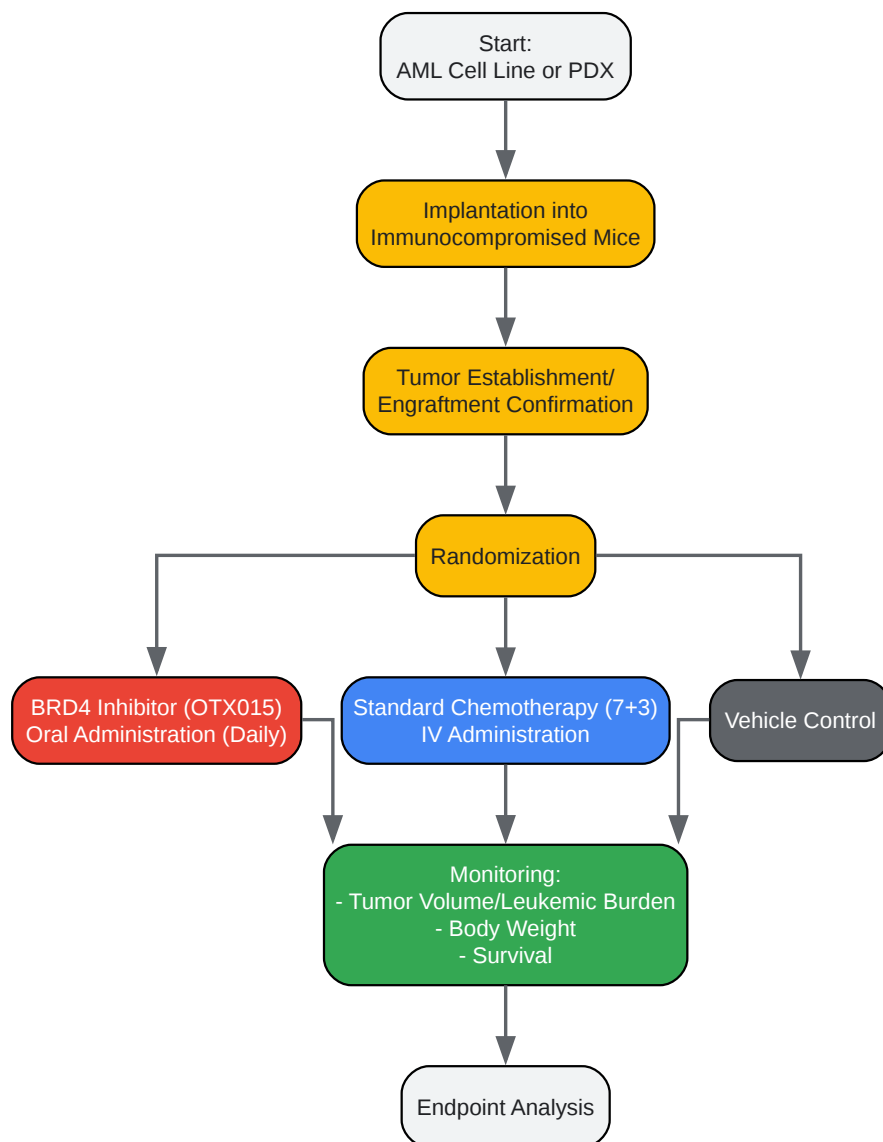 Start:
AML Cell Line or PDX
Implantation into
Immunocompromised Mice
Tumor Establishment/
Engraftment Confirmation
Randomization
BRD4 Inhibitor (OTX015)
Oral Administration (Daily)
Standard Chemotherapy (7+3)
IV Administration
Vehicle Control
Monitoring:
- Tumor Volume/Leukemic Burden
- Body Weight
- Survival
Endpoint Analysis